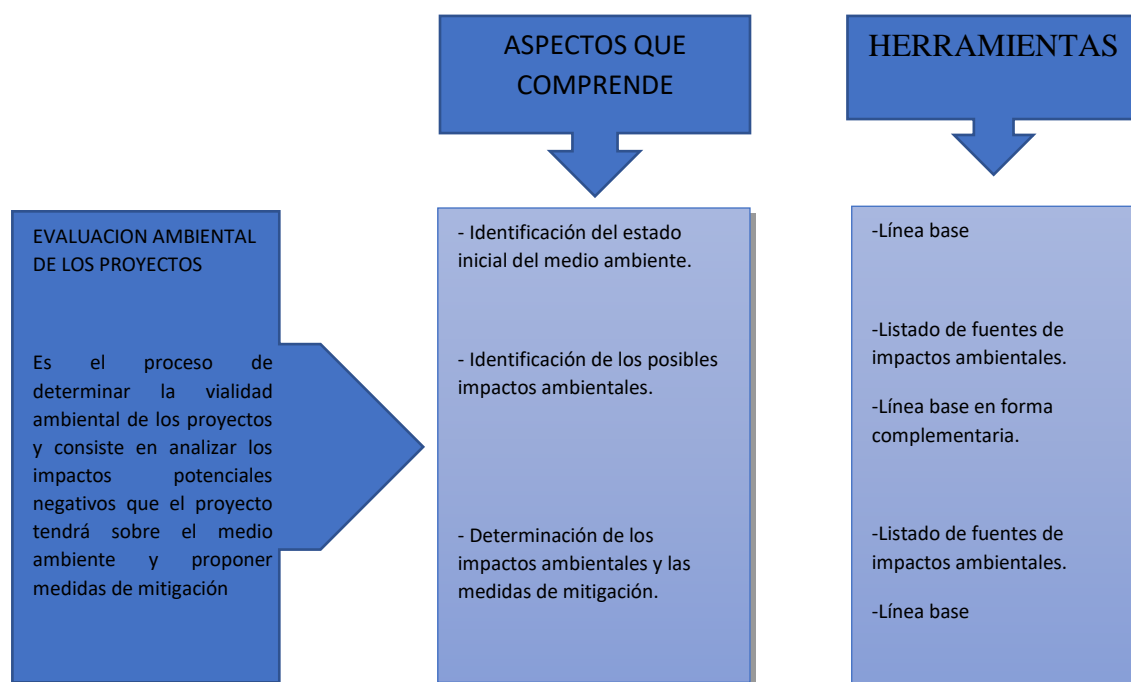 ASPECTOS QUE
COMPRENDE
HERRAMIENTAS
EVALUACION AMBIENTAL
DE LOS PROYECTOS
Es el proceso de
determinar la vialidad
ambiental de los proyectos
y consiste en analizar los
impactos potenciales
negativos que el proyecto
tendrá sobre el medio
ambiente y proponer
medidas de mitigación
- Identificación del estado
inicial del medio ambiente.
- Identificación de los posibles
impactos ambientales.
- Determinación de los
impactos ambientales y las
medidas de mitigación.
-Línea base
-Listado de fuentes de
impactos ambientales.
-Línea base en forma
complementaria.
-Listado de fuentes de
impactos ambientales.
-Línea base